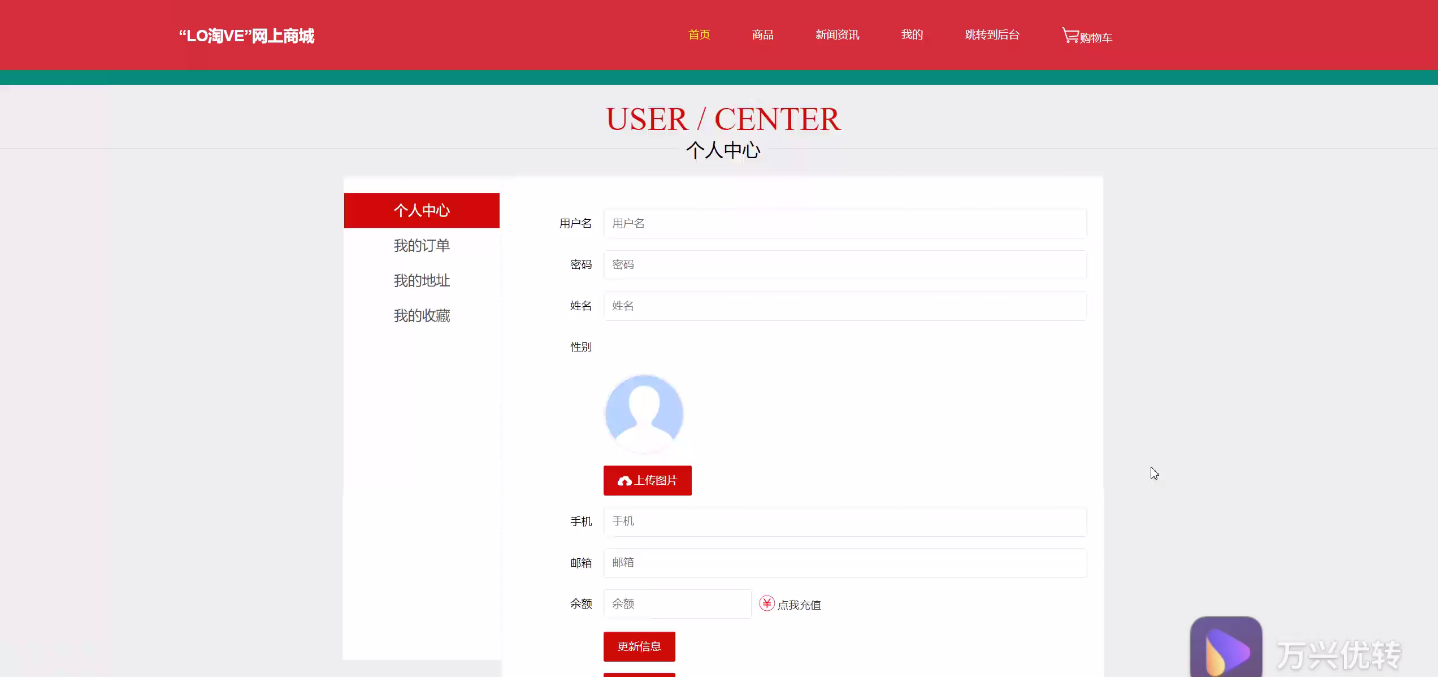 “LO淘VE”网上商城
首页 商品 新闻资讯 我的 跳转到后台 购物车
USER / CENTER
个人中心
个人中心
我的订单
我的地址
我的收藏
用户名 用户名
密码 密码
姓名 姓名
性别
上传图片
手机 手机
邮箱 邮箱
余额 余额 点我充值
更新信息
万兴优转